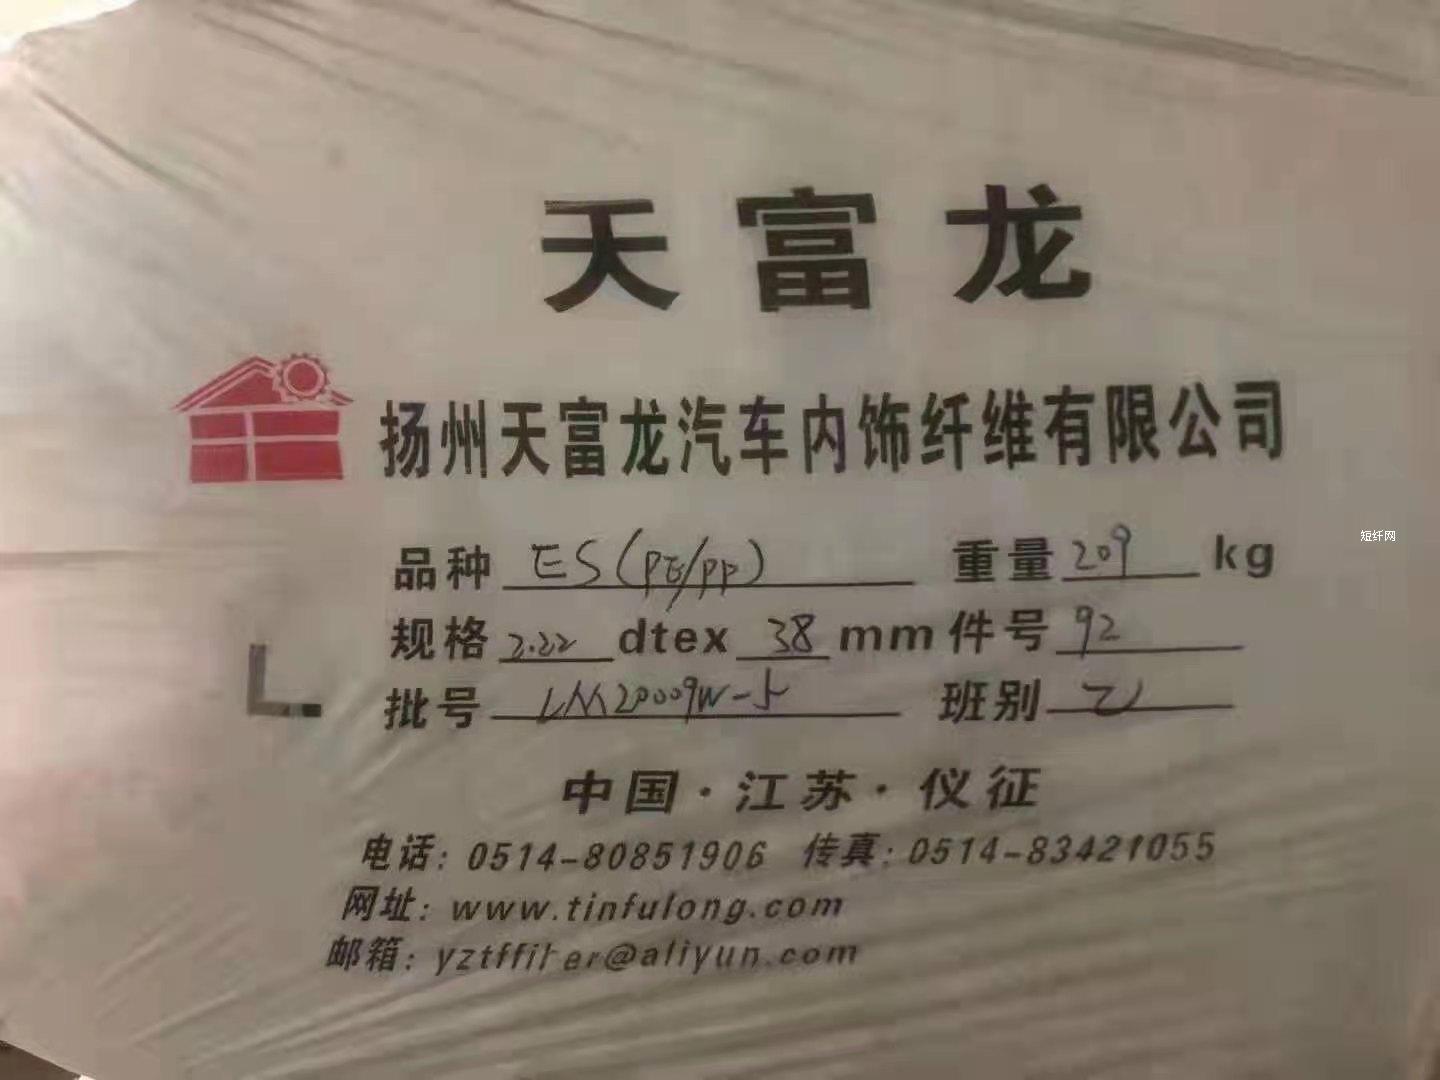 天富龙
扬州天富龙汽车内饰纤维有限公司
品种 ES(PE/PP) 重量 209 kg
短纤网
规格 2.22 dtex 38 mm 件号 92
批号 LM20009W- 班别 乙
中国·江苏·仪征
电话: 0514-80851906 传真: 0514-83421055
网址: www.tinfulong.com
邮箱: